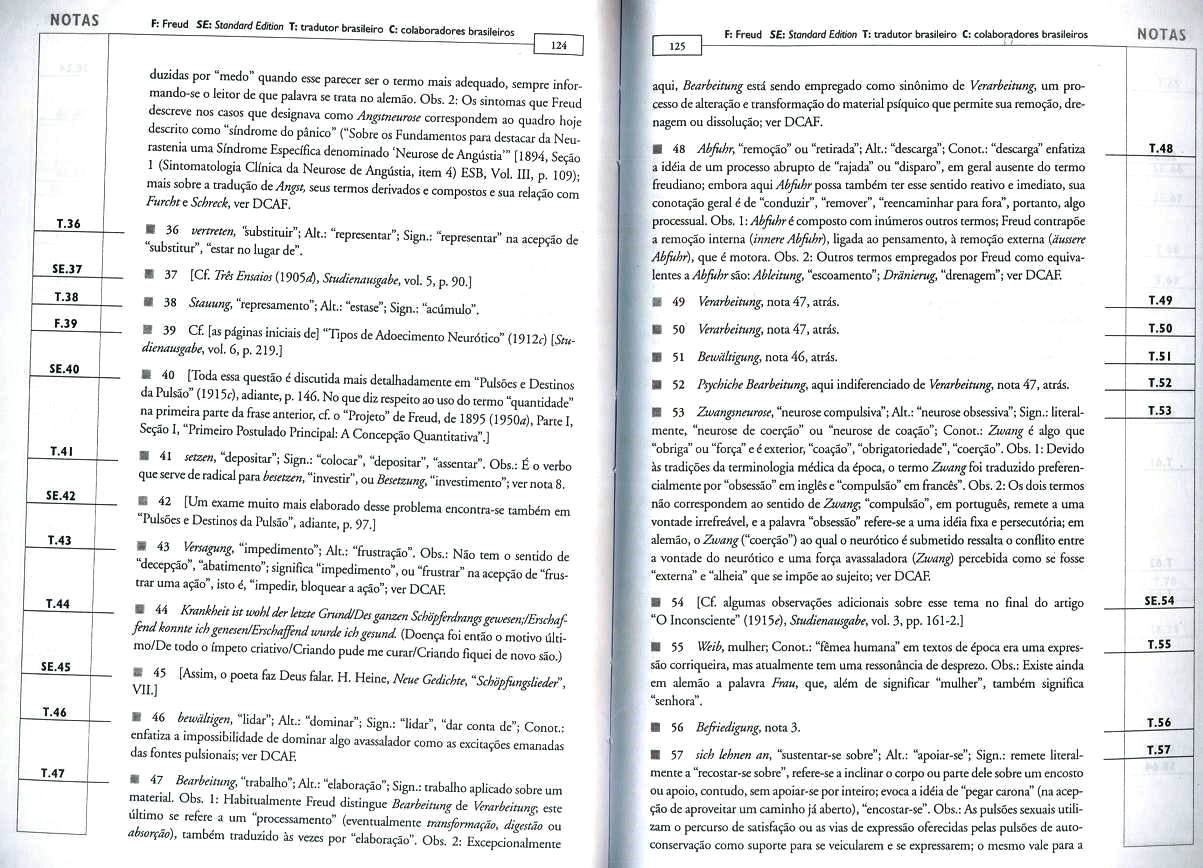 NOTAS
F: Freud SE: Standard Edition T: tradutor brasileiro C: colaboradores brasileiros
124
duzidas por “medo” quando esse parecer ser o termo mais adequado, sempre infor-
mando-se o leitor de que palavra se trata no alemão. Obs. 2: Os sintomas que Freud
descreve nos casos que designava como Angstneurose correspondem ao quadro hoje
descrito como “síndrome do pânico” (“Sobre os Fundamentos para destacar da Neu-
rastenia uma Síndrome Específica denominado ‘Neurose de Angústia’” [1894, Seção
1 (Sintomatologia Clínica da Neurose de Angústia, item 4) ESB, Vol. III, p. 109);
mais sobre a tradução de Angst, seus termos derivados e compostos e sua relação com
Furcht e Schreck, ver DCAF.
T.36
36 vertreten, “substituir”; Alt.: “representar”; Sign.: “representar” na acepção de
“substitur”, “estar no lugar de”.
SE.37
37 [Cf. Três Ensaios (1905d), Studienausgabe, vol. 5, p. 90.]
T.38
38 Stauung, “represamento”; Alt.: “estase”; Sign.: “acúmulo”.
F.39
39 Cf. [as páginas iniciais de] “Tipos de Adoecimento Neurótico” (1912c) [Stu-
dienausgabe, vol. 6, p. 219.]
SE.40
40 [Toda essa questão é discutida mais detalhadamente em “Pulsões e Destinos
da Pulsão” (1915c), adiante, p. 146. No que diz respeito ao uso do termo “quantidade”
na primeira parte da frase anterior, cf. o “Projeto” de Freud, de 1895 (1950a), Parte I,
Seção I, “Primeiro Postulado Principal: A Concepção Quantitativa”.]
T.41
41 setzen, “depositar”; Sign.: “colocar”, “depositar”, “assentar”. Obs.: É o verbo
que serve de radical para besetzen, “investir”, ou Besetzung, “investimento”; ver nota 8.
SE.42
42 [Um exame muito mais elaborado desse problema encontra-se também em
“Pulsões e Destinos da Pulsão”, adiante, p. 97.]
T.43
43 Versagung, “impedimento”; Alt.: “frustração”. Obs.: Não tem o sentido de
“decepção”, “abatimento”; significa “impedimento”, ou “frustrar” na acepção de “frus-
trar uma ação”, isto é, “impedir, bloquear a ação”; ver DCAF.
T.44
44 Krankheit ist wohl der letzte Grund/Des ganzen Schöpferdrangs gewesen;/Erschaf-
fend konnte ich genesen/Erschaffend wurde ich gesund. (Doença foi então o motivo últi-
mo/De todo o ímpeto criativo/Criando pude me curar/Criando fiquei de novo são.)
SE.45
45 [Assim, o poeta faz Deus falar. H. Heine, Neue Gedichte, “Schöpfungslieder”,
VII.]
T.46
46 bewältigen, “lidar”; Alt.: “dominar”; Sign.: “lidar”, “dar conta de”; Conot.:
enfatiza a impossibilidade de dominar algo avassalador como as excitações emanadas
das fontes pulsionais; ver DCAF.
T.47
47 Bearbeitung, “trabalho”; Alt.: “elaboração”; Sign.: trabalho aplicado sobre um
material. Obs. 1: Habitualmente Freud distingue Bearbeitung de Verarbeitung; este
último se refere a um “processamento” (eventualmente transformação, digestão ou
absorção), também traduzido às vezes por “elaboração”. Obs. 2: Excepcionalmente
125
F: Freud SE: Standard Edition T: tradutor brasileiro C: colaboradores brasileiros
NOTAS
aqui, Bearbeitung está sendo empregado como sinônimo de Verarbeitung, um pro-
cesso de alteração e transformação do material psíquico que permite sua remoção, dre-
nagem ou dissolução; ver DCAF.
48 Abfuhr, “remoção” ou “retirada”; Alt.: “descarga”; Conot.: “descarga” enfatiza
T.48
a idéia de um processo abrupto de “rajada” ou “disparo”, em geral ausente do termo
freudiano; embora aqui Abfuhr possa também ter esse sentido reativo e imediato, sua
conotação geral é de “conduzir”, “remover”, “reencaminhar para fora”, portanto, algo
processual. Obs. 1: Abfuhr é composto com inúmeros outros termos; Freud contrapõe
a remoção interna (innere Abfuhr), ligada ao pensamento, à remoção externa (äussere
Abfuhr), que é motora. Obs. 2: Outros termos empregados por Freud como equiva-
lentes a Abfuhr são: Ableitung, “escoamento”; Dränierug, “drenagem”; ver DCAF.
49 Verarbeitung, nota 47, atrás.
T.49
50 Verarbeitung, nota 47, atrás.
T.50
51 Bewältigung, nota 46, atrás.
T.51
52 Psychiche Bearbeitung, aqui indiferenciado de Verarbeitung, nota 47, atrás.
T.52
53 Zwangsneurose, “neurose compulsiva”; Alt.: “neurose obsessiva”; Sign.: literal-
T.53
mente, “neurose de coerção” ou “neurose de coação”; Conot.: Zwang é algo que
“obriga” ou “força” e é exterior, “coação”, “obrigatoriedade”, “coerção”. Obs. 1: Devido
às tradições da terminologia médica da época, o termo Zwang foi traduzido preferen-
cialmente por “obsessão” em inglês e “compulsão” em francês”. Obs. 2: Os dois termos
não correspondem ao sentido de Zwang; “compulsão”, em português, remete a uma
vontade irrefreável, e a palavra “obsessão” refere-se a uma idéia fixa e persecutória; em
alemão, o Zwang (“coerção”) ao qual o neurótico é submetido ressalta o conflito entre
a vontade do neurótico e uma força avassaladora (Zwang) percebida como se fosse
“externa” e “alheia” que se impõe ao sujeito; ver DCAF.
54 [Cf. algumas observações adicionais sobre esse tema no final do artigo
SE.54
“O Inconsciente” (1915e), Studienausgabe, vol. 3, pp. 161-2.]
55 Weib, mulher; Conot.: “fêmea humana” em textos de época era uma expres-
T.55
são corriqueira, mas atualmente tem uma ressonância de desprezo. Obs.: Existe ainda
em alemão a palavra Frau, que, além de significar “mulher”, também significa
“senhora”.
56 Befriedigung, nota 3.
T.56
57 sich lehnen an, “sustentar-se sobre”; Alt.: “apoiar-se”; Sign.: remete literal-
T.57
mente a “recostar-se sobre”, refere-se a inclinar o corpo ou parte dele sobre um encosto
ou apoio, contudo, sem apoiar-se por inteiro; evoca a idéia de “pegar carona” (na acep-
ção de aproveitar um caminho já aberto), “encostar-se”. Obs.: As pulsões sexuais utili-
zam o percurso de satisfação ou as vias de expressão oferecidas pelas pulsões de auto-
conservação como suporte para se veicularem e se expressarem; o mesmo vale para a